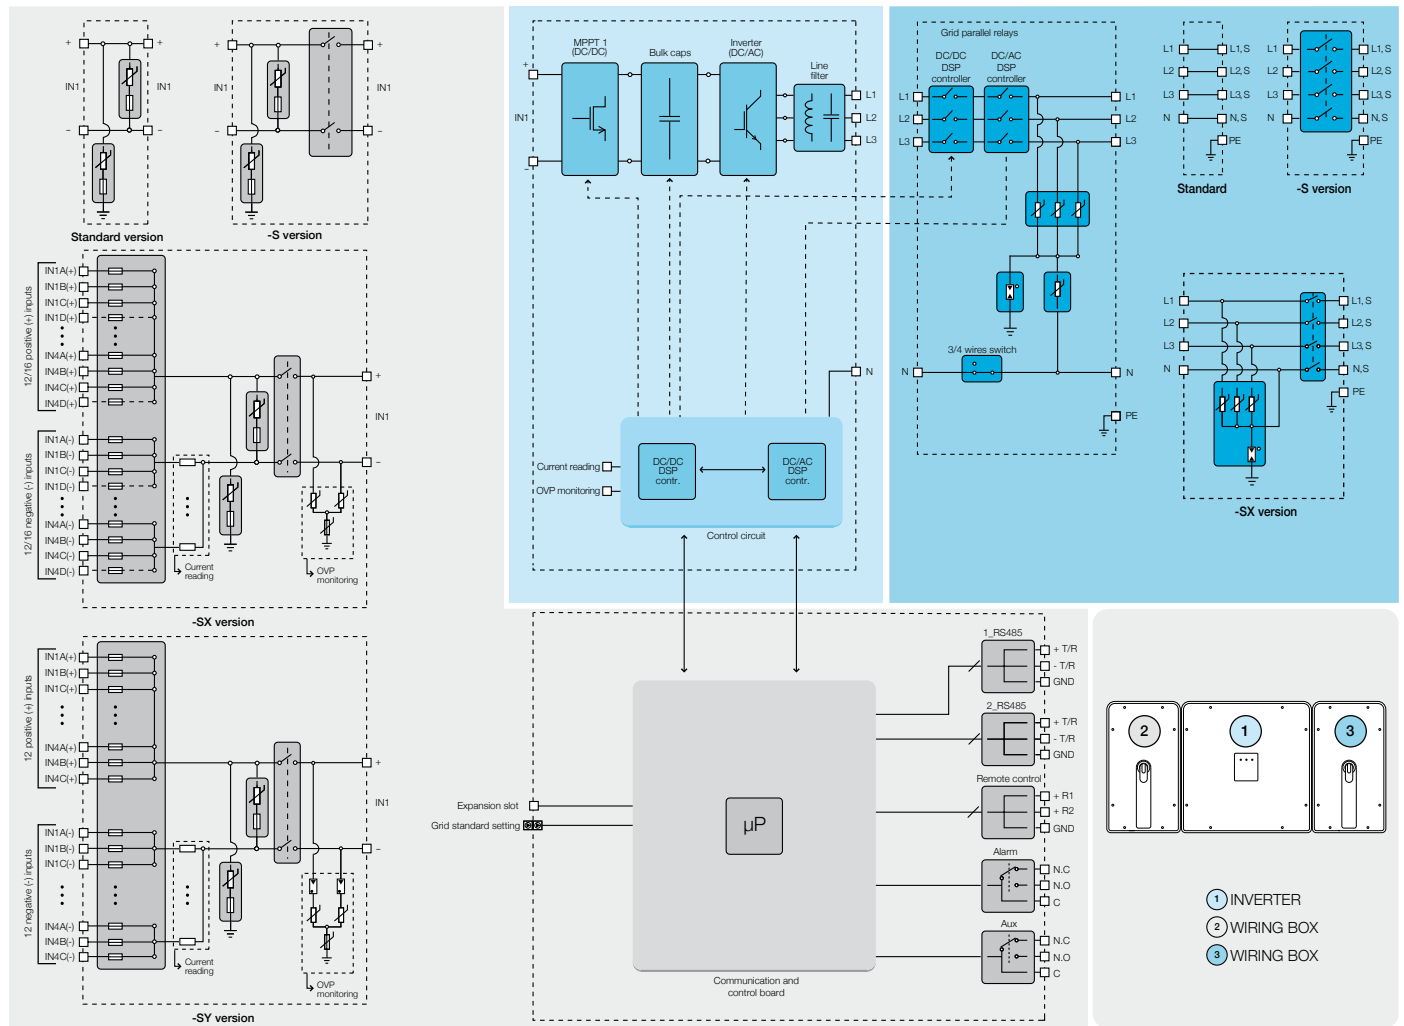 +
+
IN1
IN1
−
−
Standard version
+
+
IN1
IN1
−
−
-S version
12/16 positive (+) inputs
IN1A(+)
IN1B(+)
IN1C(+)
IN1D(+)
IN4A(+)
IN4B(+)
IN4C(+)
IN4D(+)
12/16 negative (-) inputs
IN1A(-)
IN1B(-)
IN1C(-)
IN1D(-)
IN4A(-)
IN4B(-)
IN4C(-)
IN4D(-)
+
IN1
−
Current
reading
OVP
monitoring
-SX version
12 positive (+) inputs
IN1A(+)
IN1B(+)
IN1C(+)
IN4A(+)
IN4B(+)
IN4C(+)
12 negative (-) inputs
IN1A(-)
IN1B(-)
IN1C(-)
IN4A(-)
IN4B(-)
IN4C(-)
+
IN1
−
Current
reading
OVP
monitoring
-SY version
MPPT 1
(DC/DC)
Bulk caps
Inverter
(DC/AC)
Line
filter
+
IN1
−
L1
L2
L3
N
Current reading
OVP monitoring
DC/DC
DSP
contr.
DC/AC
DSP
contr.
Control circuit
Grid parallel relays
DC/DC
DSP
controller
DC/AC
DSP
controller
L1
L2
L3
L1
L2
L3
3/4 wires switch
N
N
PE
L1
L2
L3
N
L1, S
L2, S
L3, S
N, S
PE
Standard
L1
L2
L3
N
L1, S
L2, S
L3, S
N, S
PE
-S version
L1
L2
L3
N
L1, S
L2, S
L3, S
N, S
PE
-SX version
Expansion slot
Grid standard setting
µP
Communication and
control board
1_RS485
+ T/R
- T/R
GND
2_RS485
+ T/R
- T/R
GND
Remote control
+ R1
+ R2
GND
Alarm
N.C
N.O
C
Aux
N.C
N.O
C
2
1
3
1 INVERTER
2 WIRING BOX
3 WIRING BOX